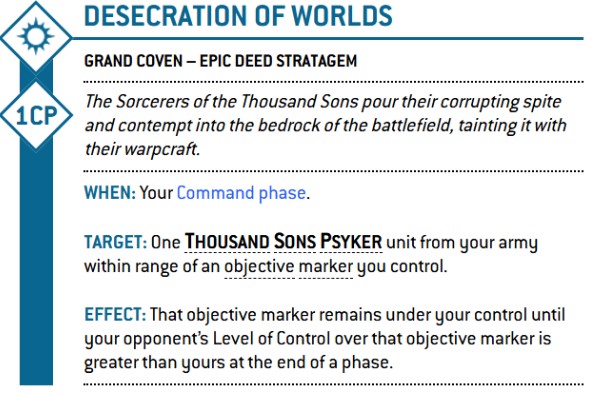 DESECRATION OF WORLDS
GRAND COVEN – EPIC DEED STRATAGEM
1CP
The Sorcerers of the Thousand Sons pour their corrupting spite
and contempt into the bedrock of the battlefield, tainting it with
their warpcraft.
WHEN: Your Command phase.
TARGET: One THOUSAND SONS PSYKER unit from your army
within range of an objective marker you control.
EFFECT: That objective marker remains under your control until
your opponent's Level of Control over that objective marker is
greater than yours at the end of a phase.